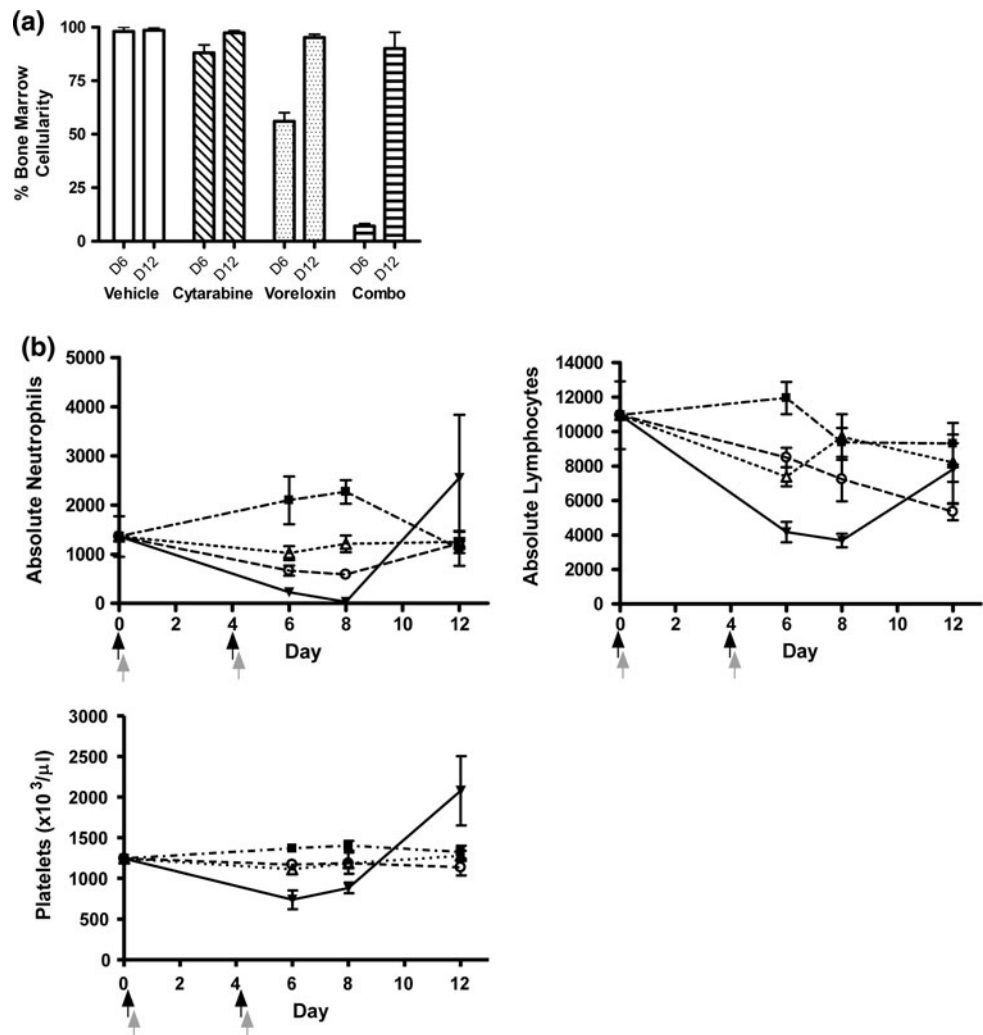 (a)
% Bone Marrow
Cellularity
100
75
50
25
0
D6 D12 D6 D12 D6 D12 D6 D12
Vehicle Cytarabine Voreloxin Combo
(b)
Absolute Neutrophils
5000
4000
3000
2000
1000
0
0 2 4 6 8 10 12
Day
Absolute Lymphocytes
14000
12000
10000
8000
6000
4000
2000
0
0 2 4 6 8 10 12
Day
Platelets (x10 3/µl)
3000
2500
2000
1500
1000
500
0
0 2 4 6 8 10 12
Day